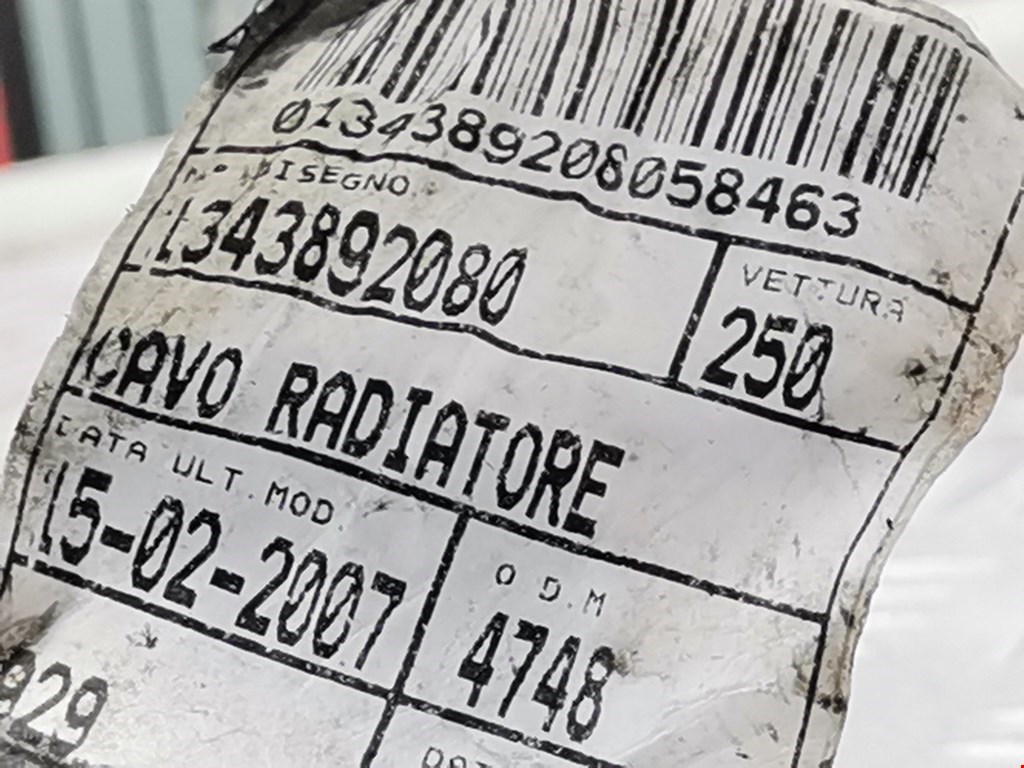 01343892080058463
N° DISEGNO
1343892080
VETTURA
250
CAVO RADIATORE
DATA ULT.MOD.
15-02-2007
O.D.M
4748
929